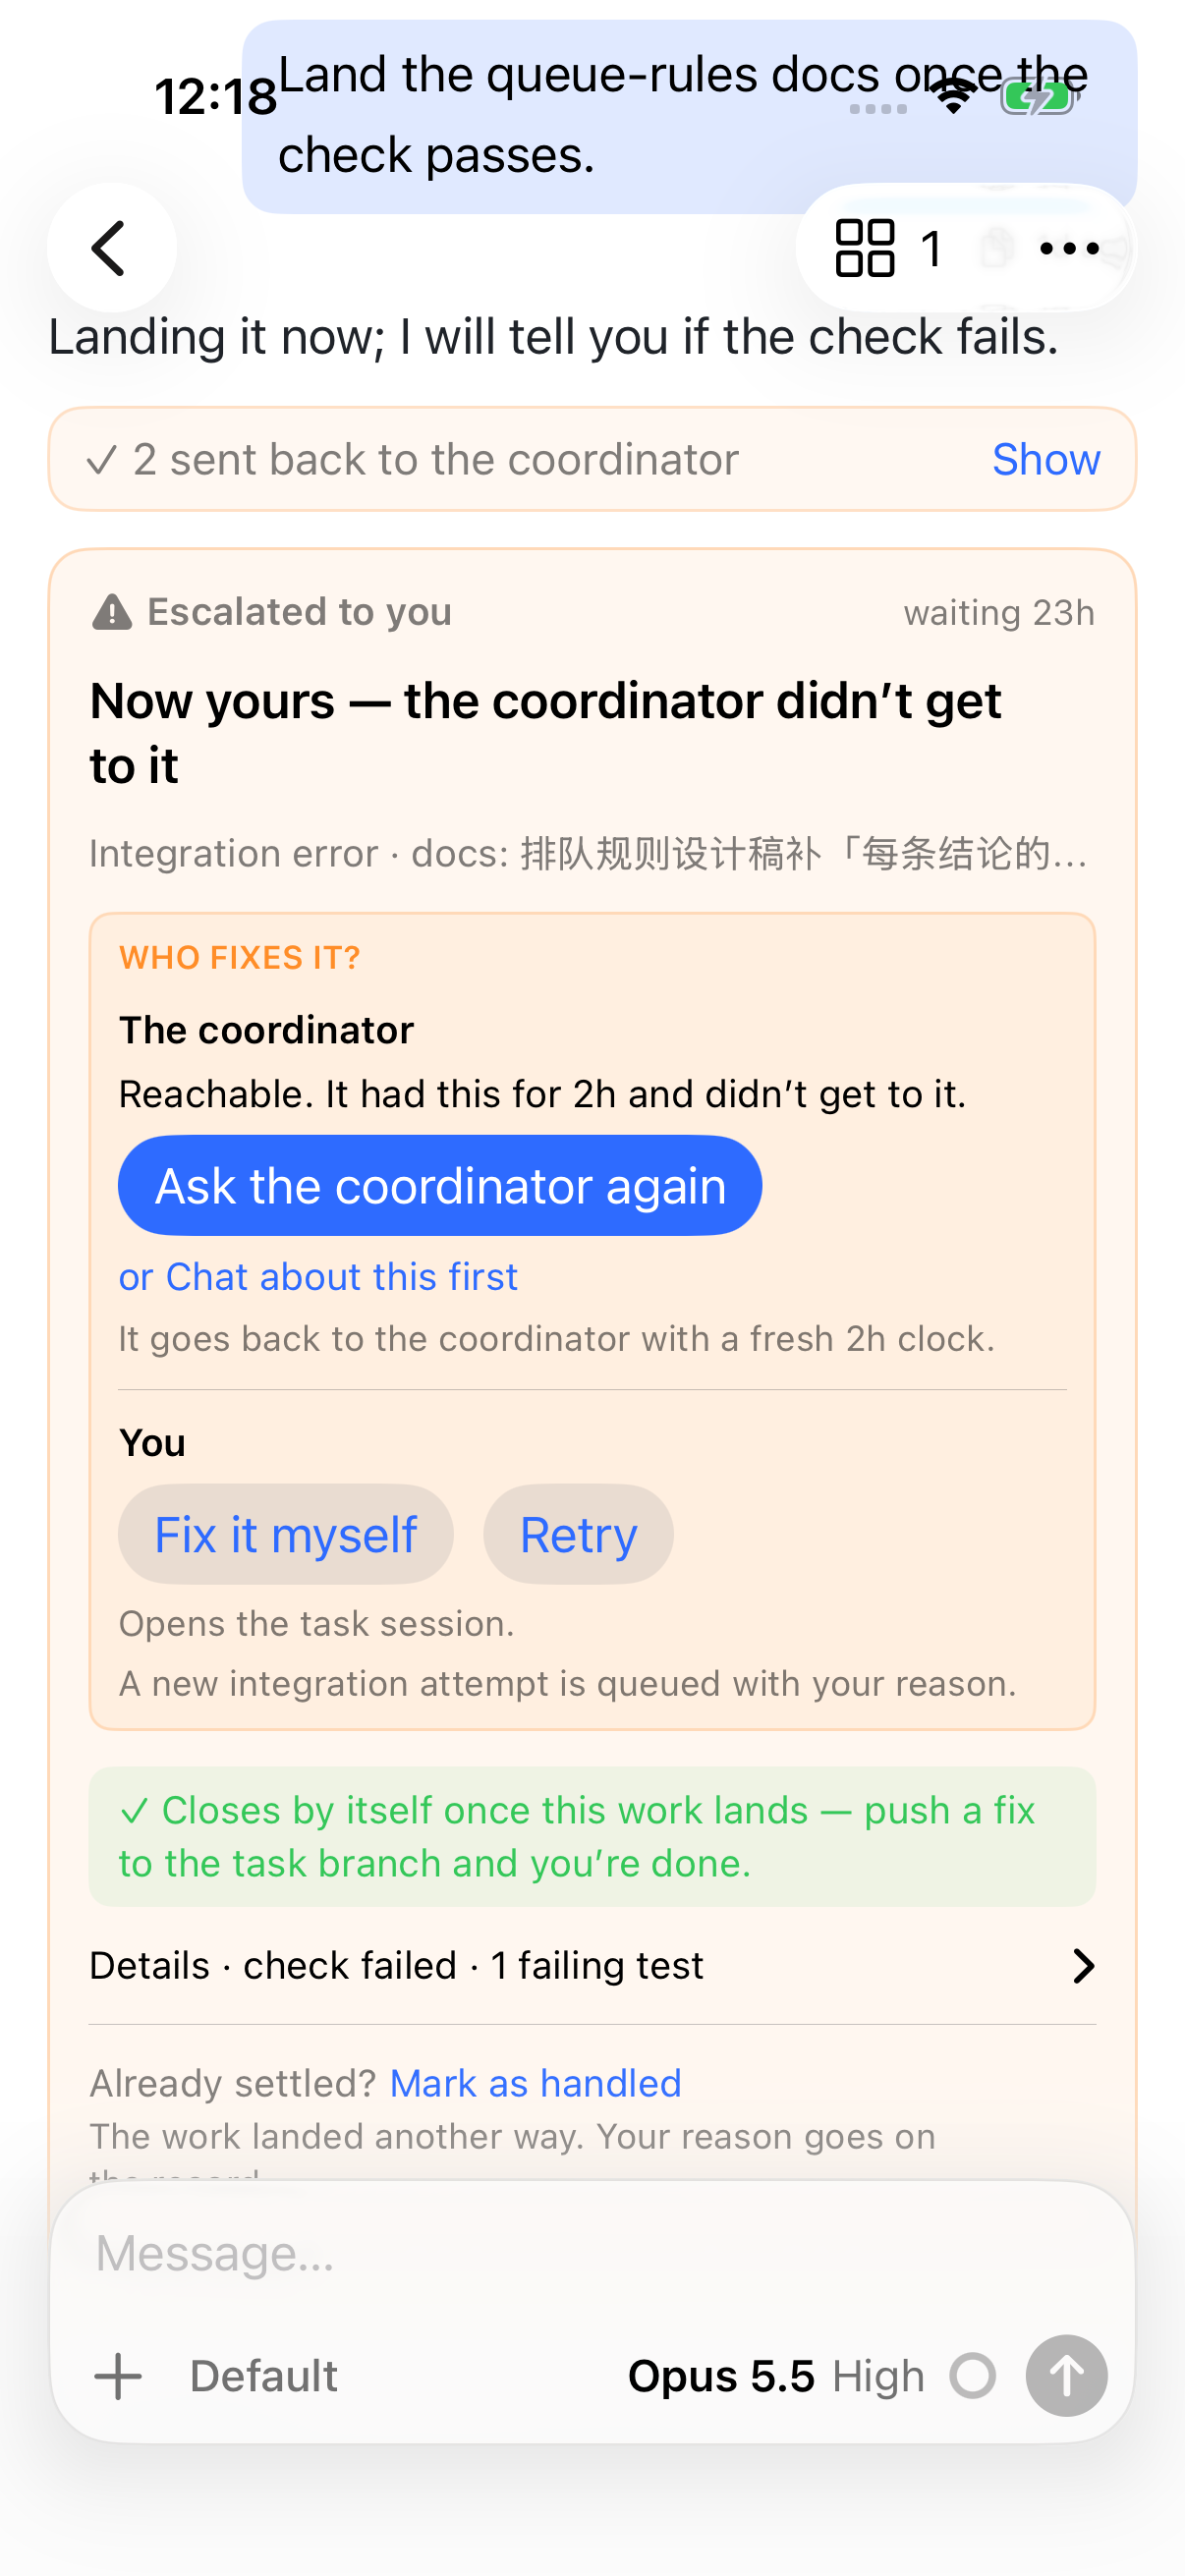 Land the queue-rules docs once the
12:18
check passes.
1
Landing it now; I will tell you if the check fails.
✓ 2 sent back to the coordinator
Show
Escalated to you
waiting 23h
Now yours — the coordinator didn’t get
to it
Integration error · docs: 排队规则设计稿补「每条结论的…
WHO FIXES IT?
The coordinator
Reachable. It had this for 2h and didn’t get to it.
Ask the coordinator again
or Chat about this first
It goes back to the coordinator with a fresh 2h clock.
You
Fix it myself
Retry
Opens the task session.
A new integration attempt is queued with your reason.
✓ Closes by itself once this work lands — push a fix
to the task branch and you’re done.
Details · check failed · 1 failing test
Already settled? Mark as handled
The work landed another way. Your reason goes on
the record
Message...
Default
Opus 5.5 High